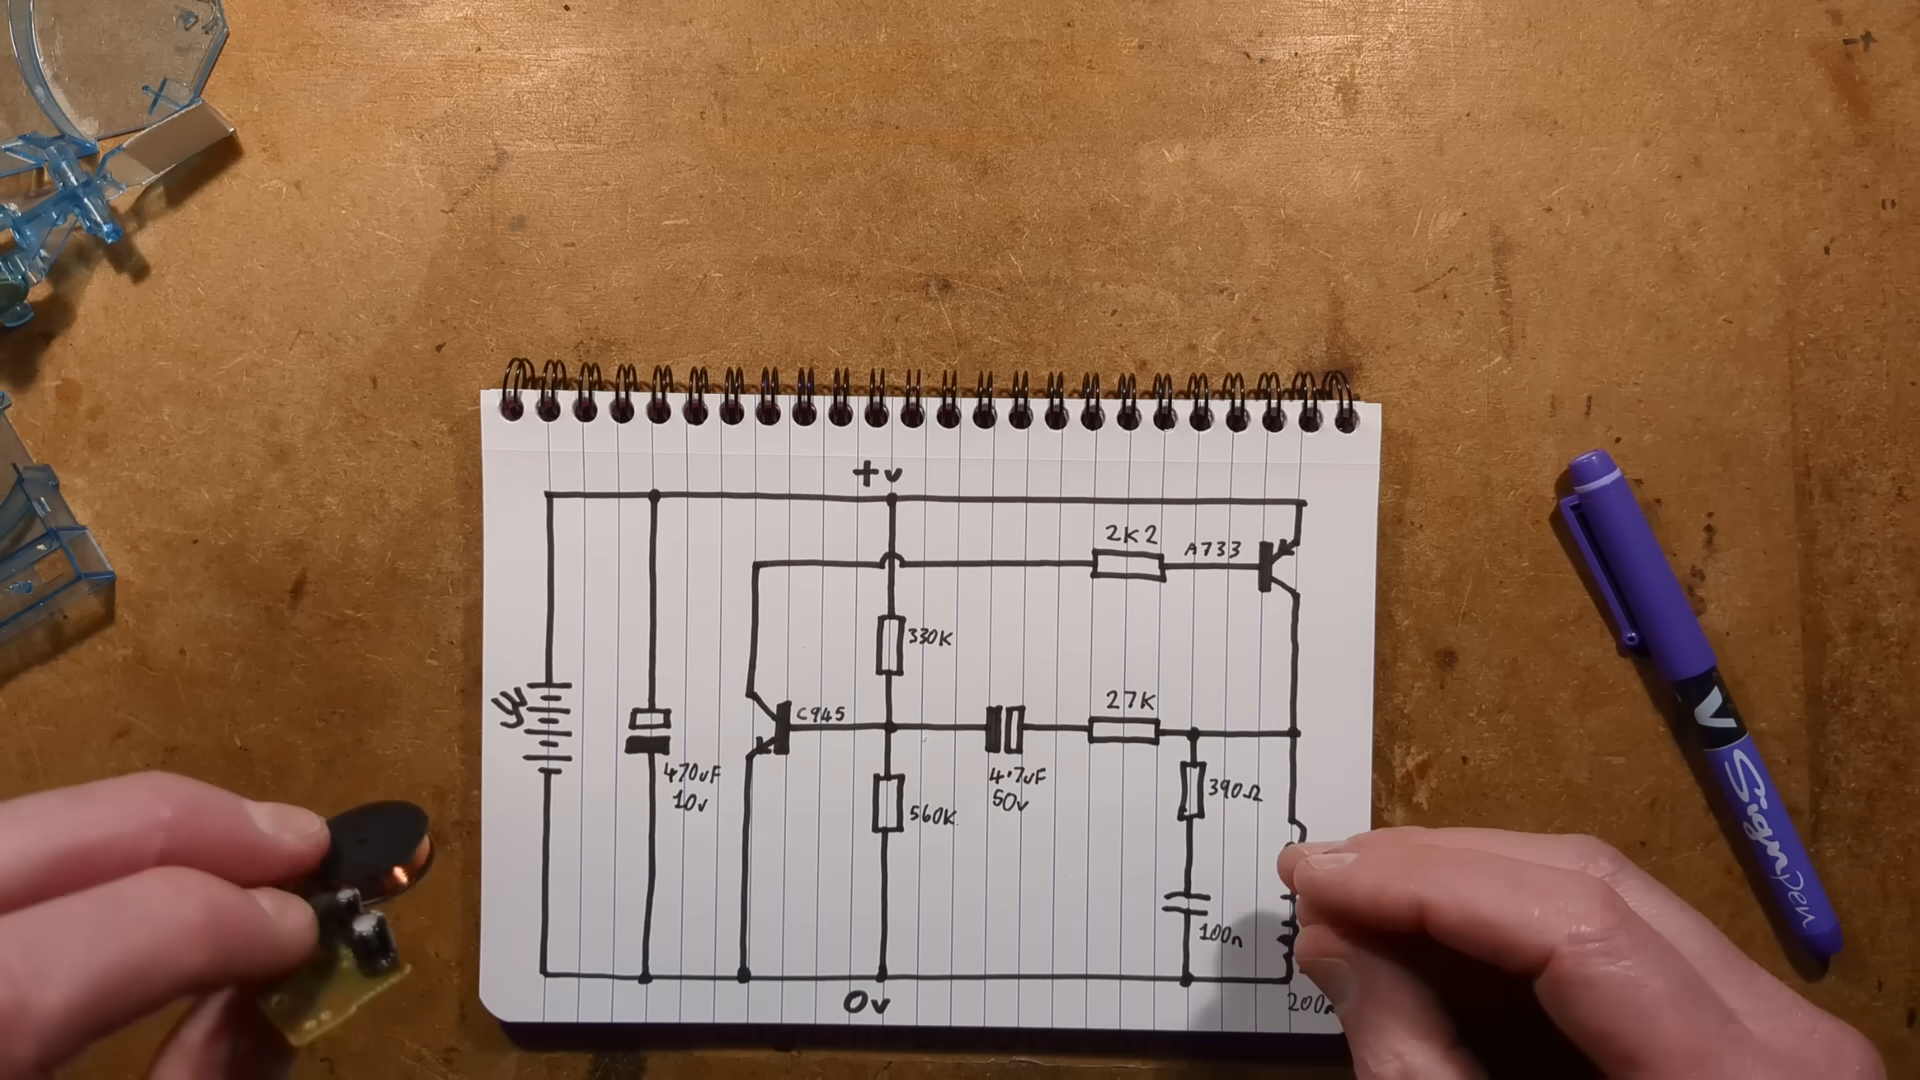 +v
2K2
A733
330K
C945
27K
470uF
10v
560K
4.7uF
50v
390Ω
100n
0v
V
Signpen